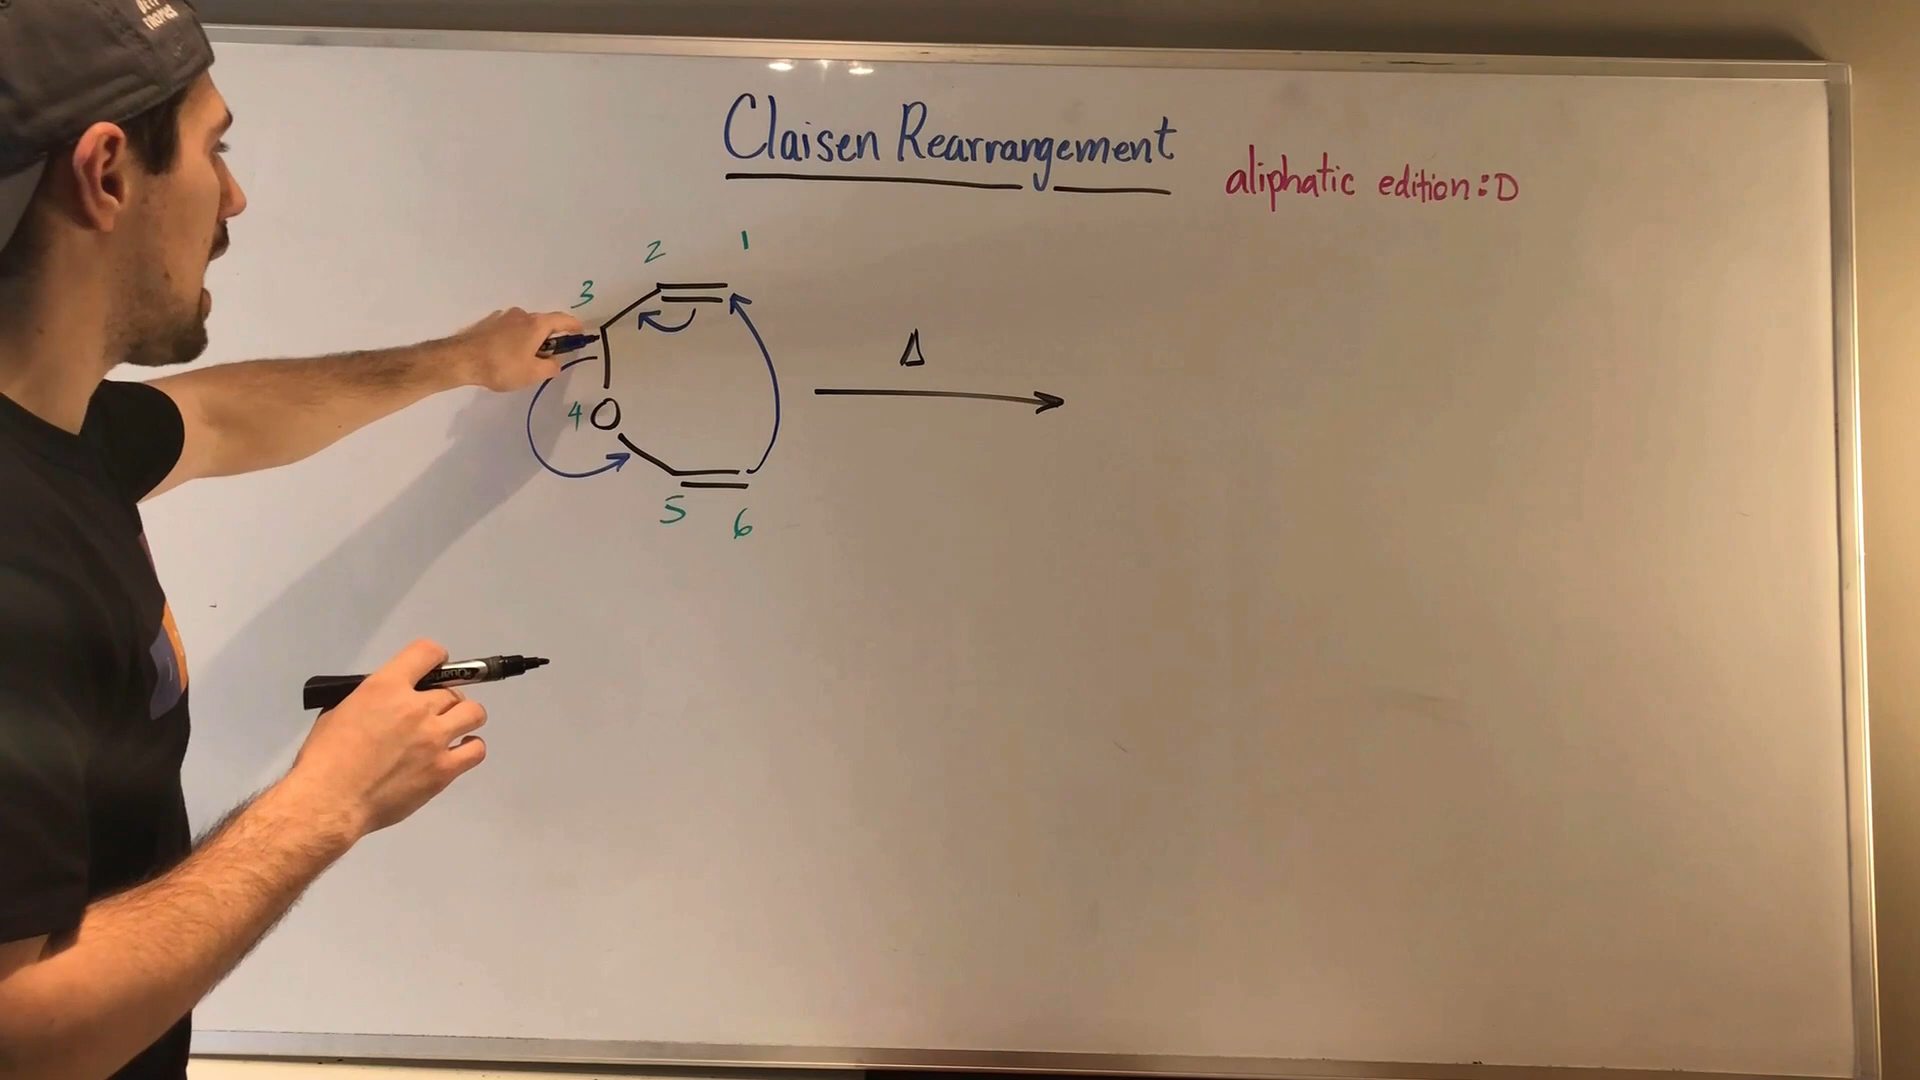 Claisen Rearrangement
aliphatic edition :D
2 1
3
Δ
4 O
5 6